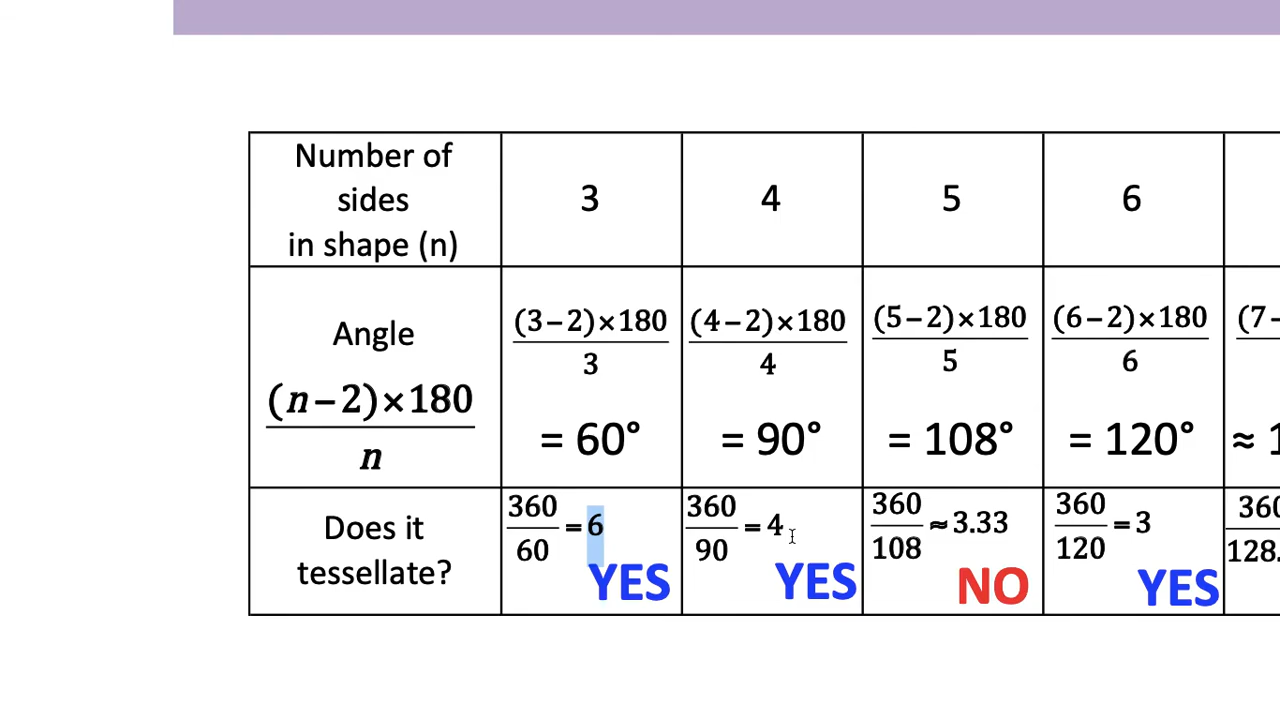 Number of
sides
in shape (n)
3
4
5
6
Angle
(n−2)×180
n
(3−2)×180
3
= 60°
(4−2)×180
4
= 90°
(5−2)×180
5
= 108°
(6−2)×180
6
= 120°
(7−
≈ 1
Does it
tessellate?
360
60
= 6
YES
360
90
= 4
YES
360
108
≈ 3.33
NO
360
120
= 3
YES
360
128.